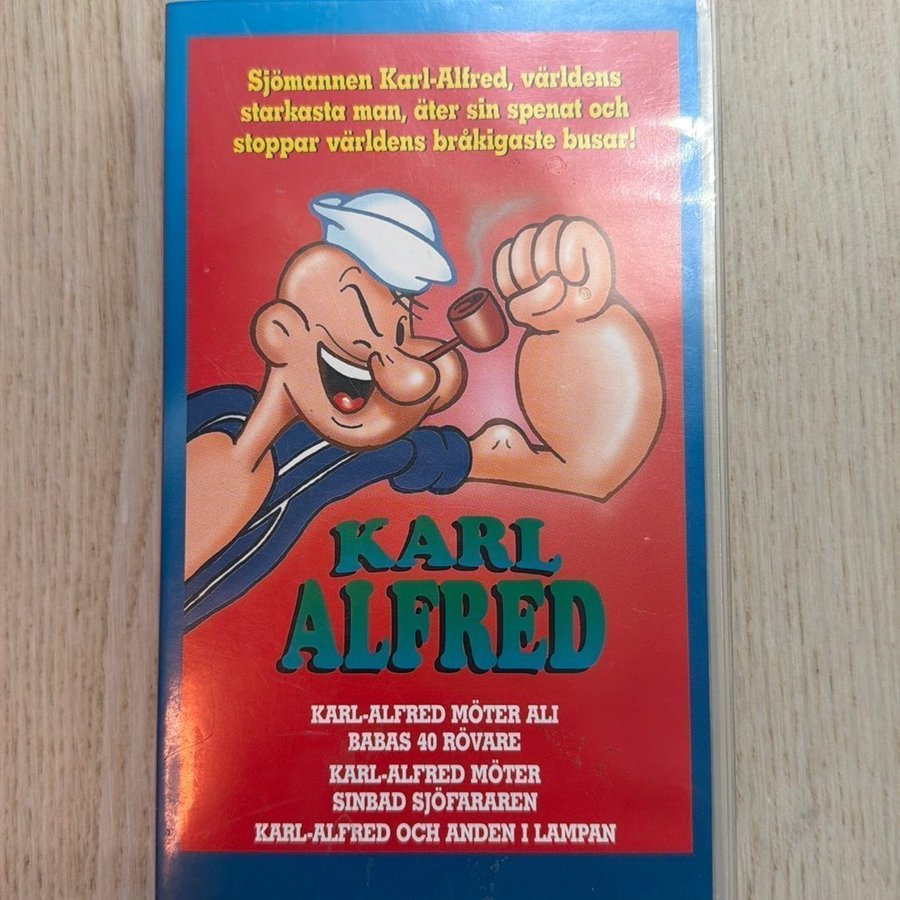 Sjömannen Karl-Alfred, världens
starkasta man, äter sin spenat och
stoppar världens bråkigaste busar!
KARL
ALFRED
KARL-ALFRED MÖTER ALI
BABAS 40 RÖVARE
KARL-ALFRED MÖTER
SINBAD SJÖFARAREN
KARL-ALFRED OCH ANDEN I LAMPAN